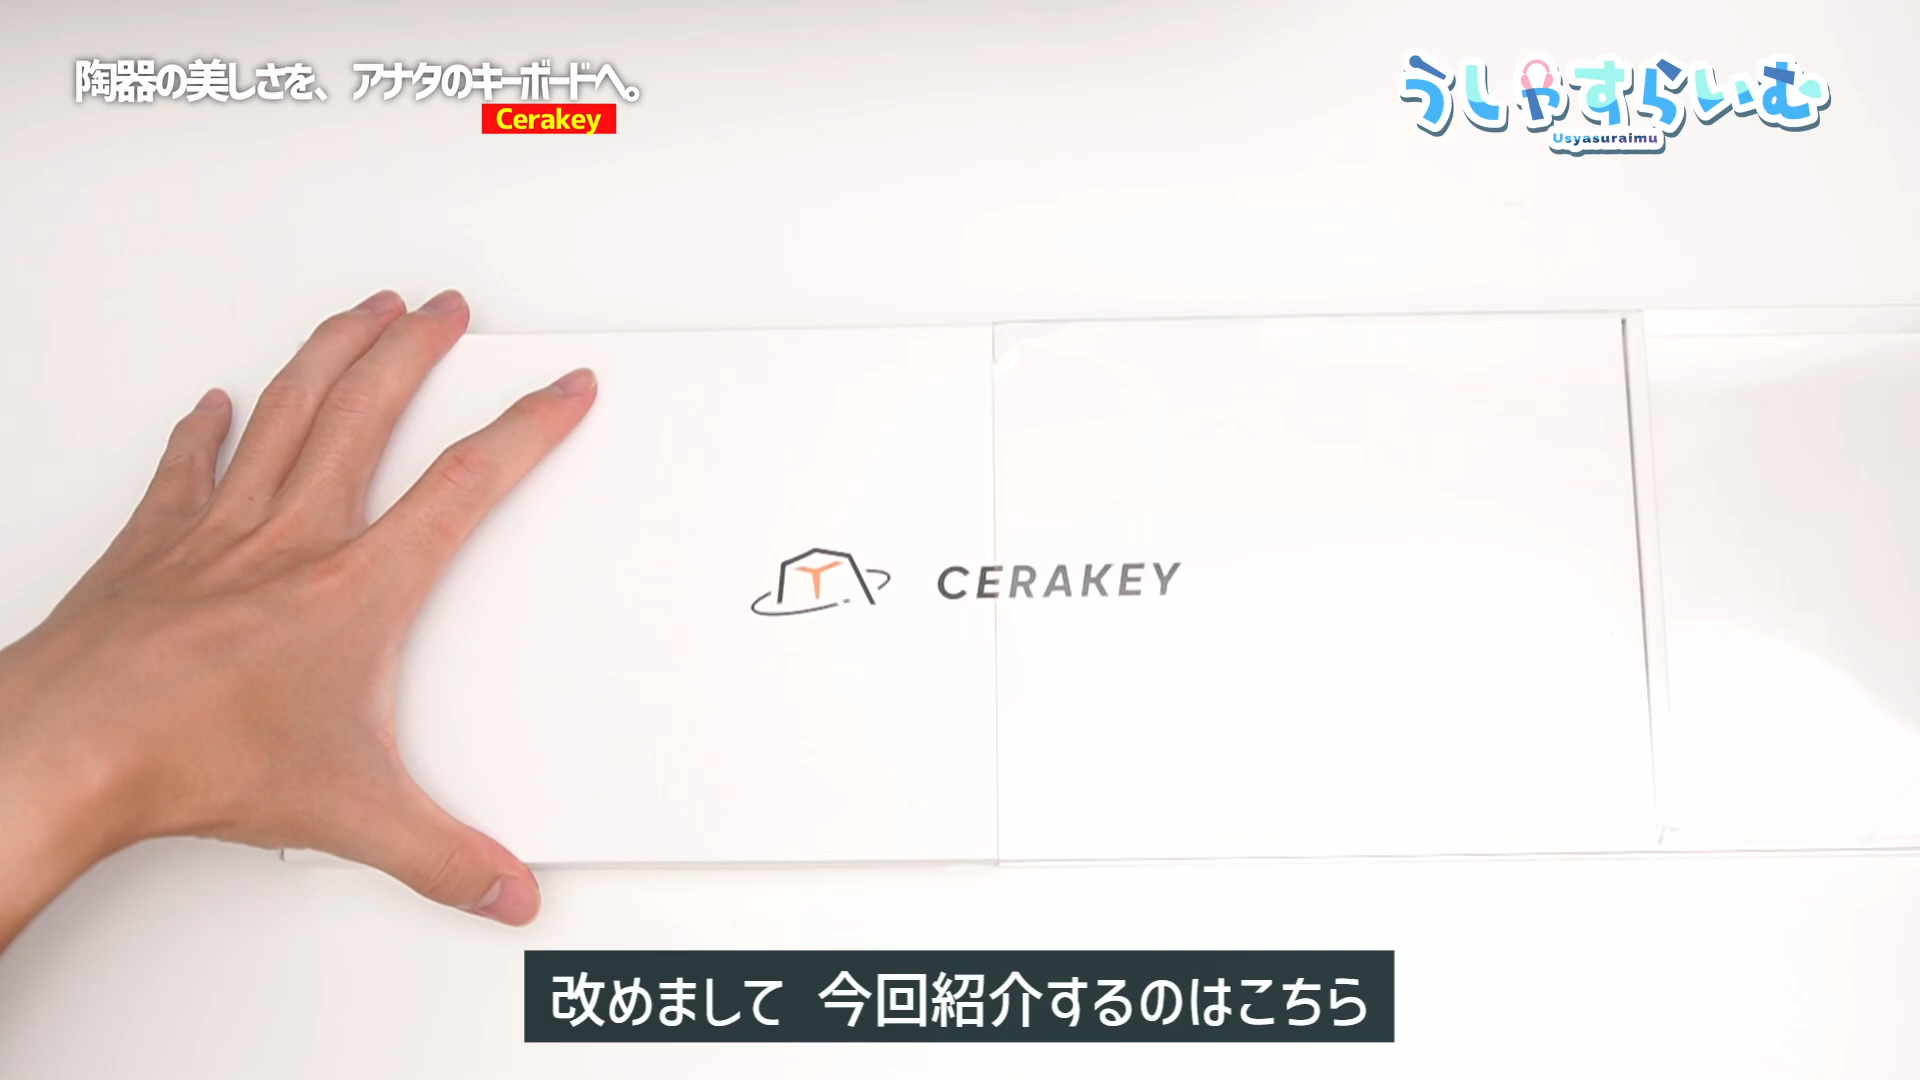 陶器の美しさを、アナタのキーボードへ。
Cerakey
うしやすらいむ
Usyasuraimu
CERAKEY
改めまして 今回紹介するのはこちら